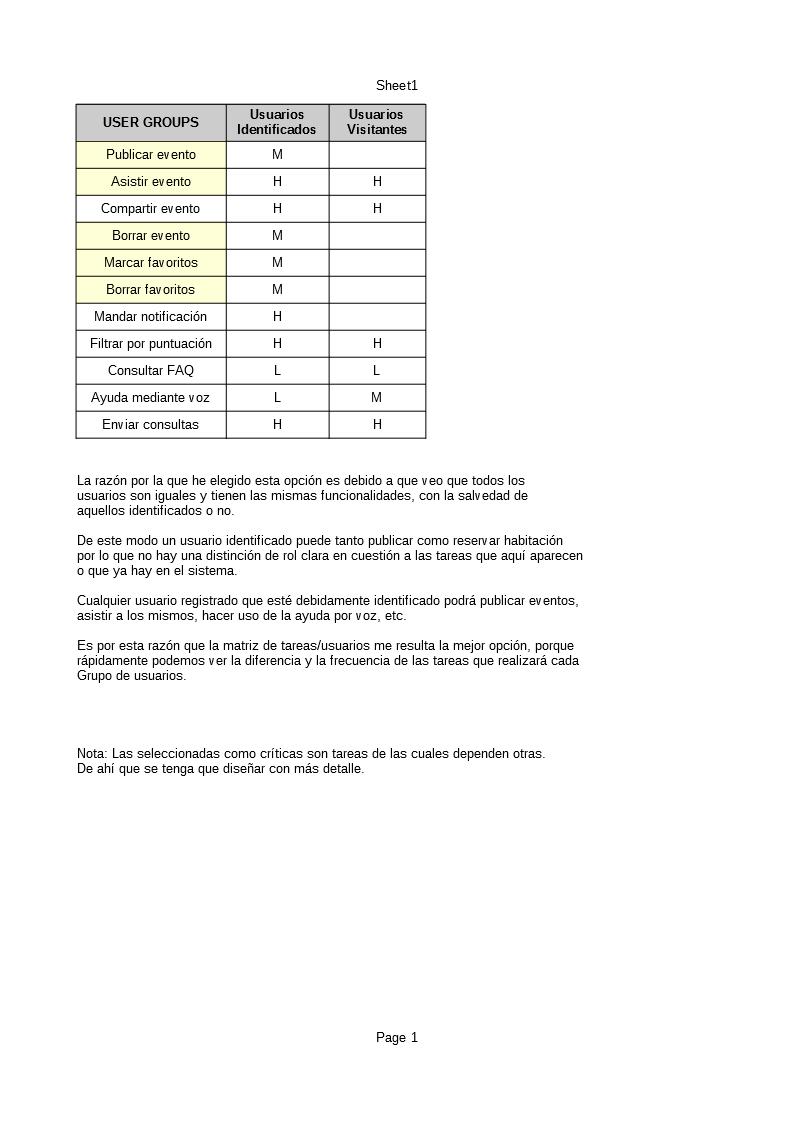 Sheet1
USER GROUPS Usuarios Identificados Usuarios Visitantes
Publicar evento M
Asistir evento H H
Compartir evento H H
Borrar evento M
Marcar favoritos M
Borrar favoritos M
Mandar notificación H
Filtrar por puntuación H H
Consultar FAQ L L
Ayuda mediante voz L M
Enviar consultas H H
La razón por la que he elegido esta opción es debido a que veo que todos los
usuarios son iguales y tienen las mismas funcionalidades, con la salvedad de
aquellos identificados o no.
De este modo un usuario identificado puede tanto publicar como reservar habitación
por lo que no hay una distinción de rol clara en cuestión a las tareas que aquí aparecen
o que ya hay en el sistema.
Cualquier usuario registrado que esté debidamente identificado podrá publicar eventos,
asistir a los mismos, hacer uso de la ayuda por voz, etc.
Es por esta razón que la matriz de tareas/usuarios me resulta la mejor opción, porque
rápidamente podemos ver la diferencia y la frecuencia de las tareas que realizará cada
Grupo de usuarios.
Nota: Las seleccionadas como críticas son tareas de las cuales dependen otras.
De ahí que se tenga que diseñar con más detalle.
Page 1